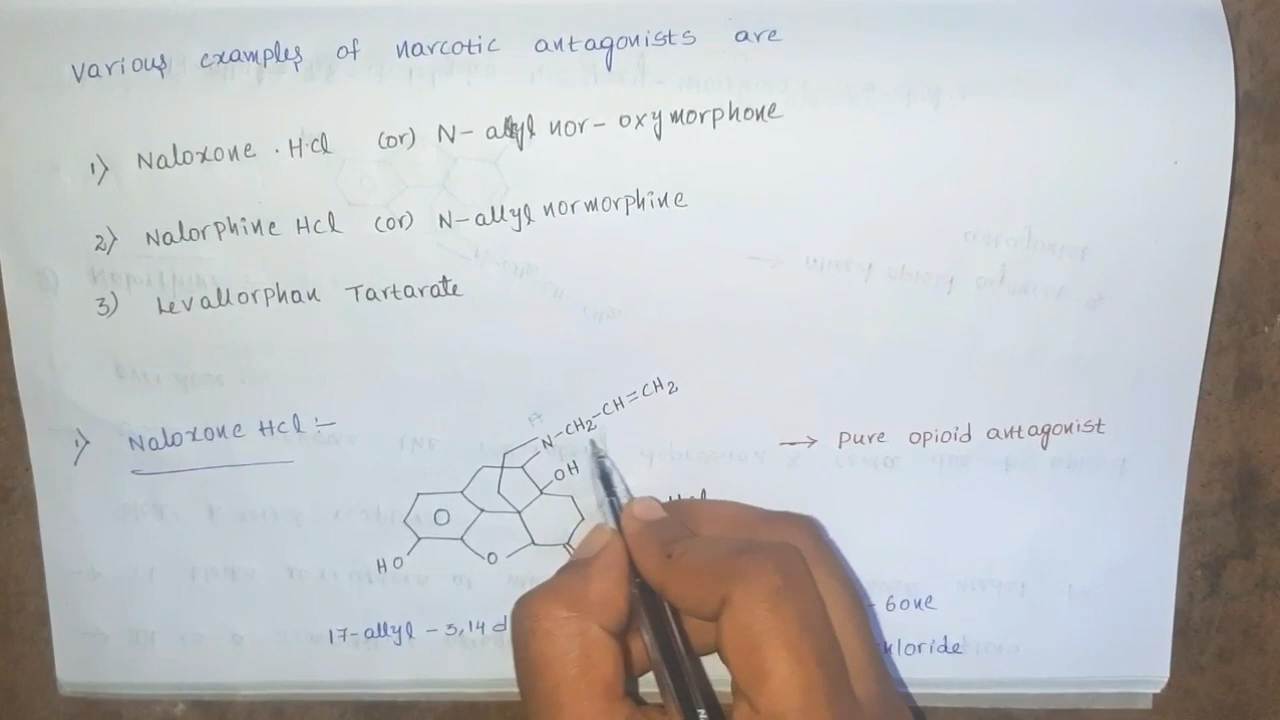 various examples of narcotic antagonists are
1) Naloxone . Hcl (or) N- allyl nor- oxymorphone
2) Nalorphine Hcl (or) N-allyl normorphine
3) Levallorphan Tartarate
1) Naloxone Hcl :-
N-CH2-CH=CH2
→ pure opioid antagonist
OH
HO
O
17-allyl - 3,14 d
- 6one
loride